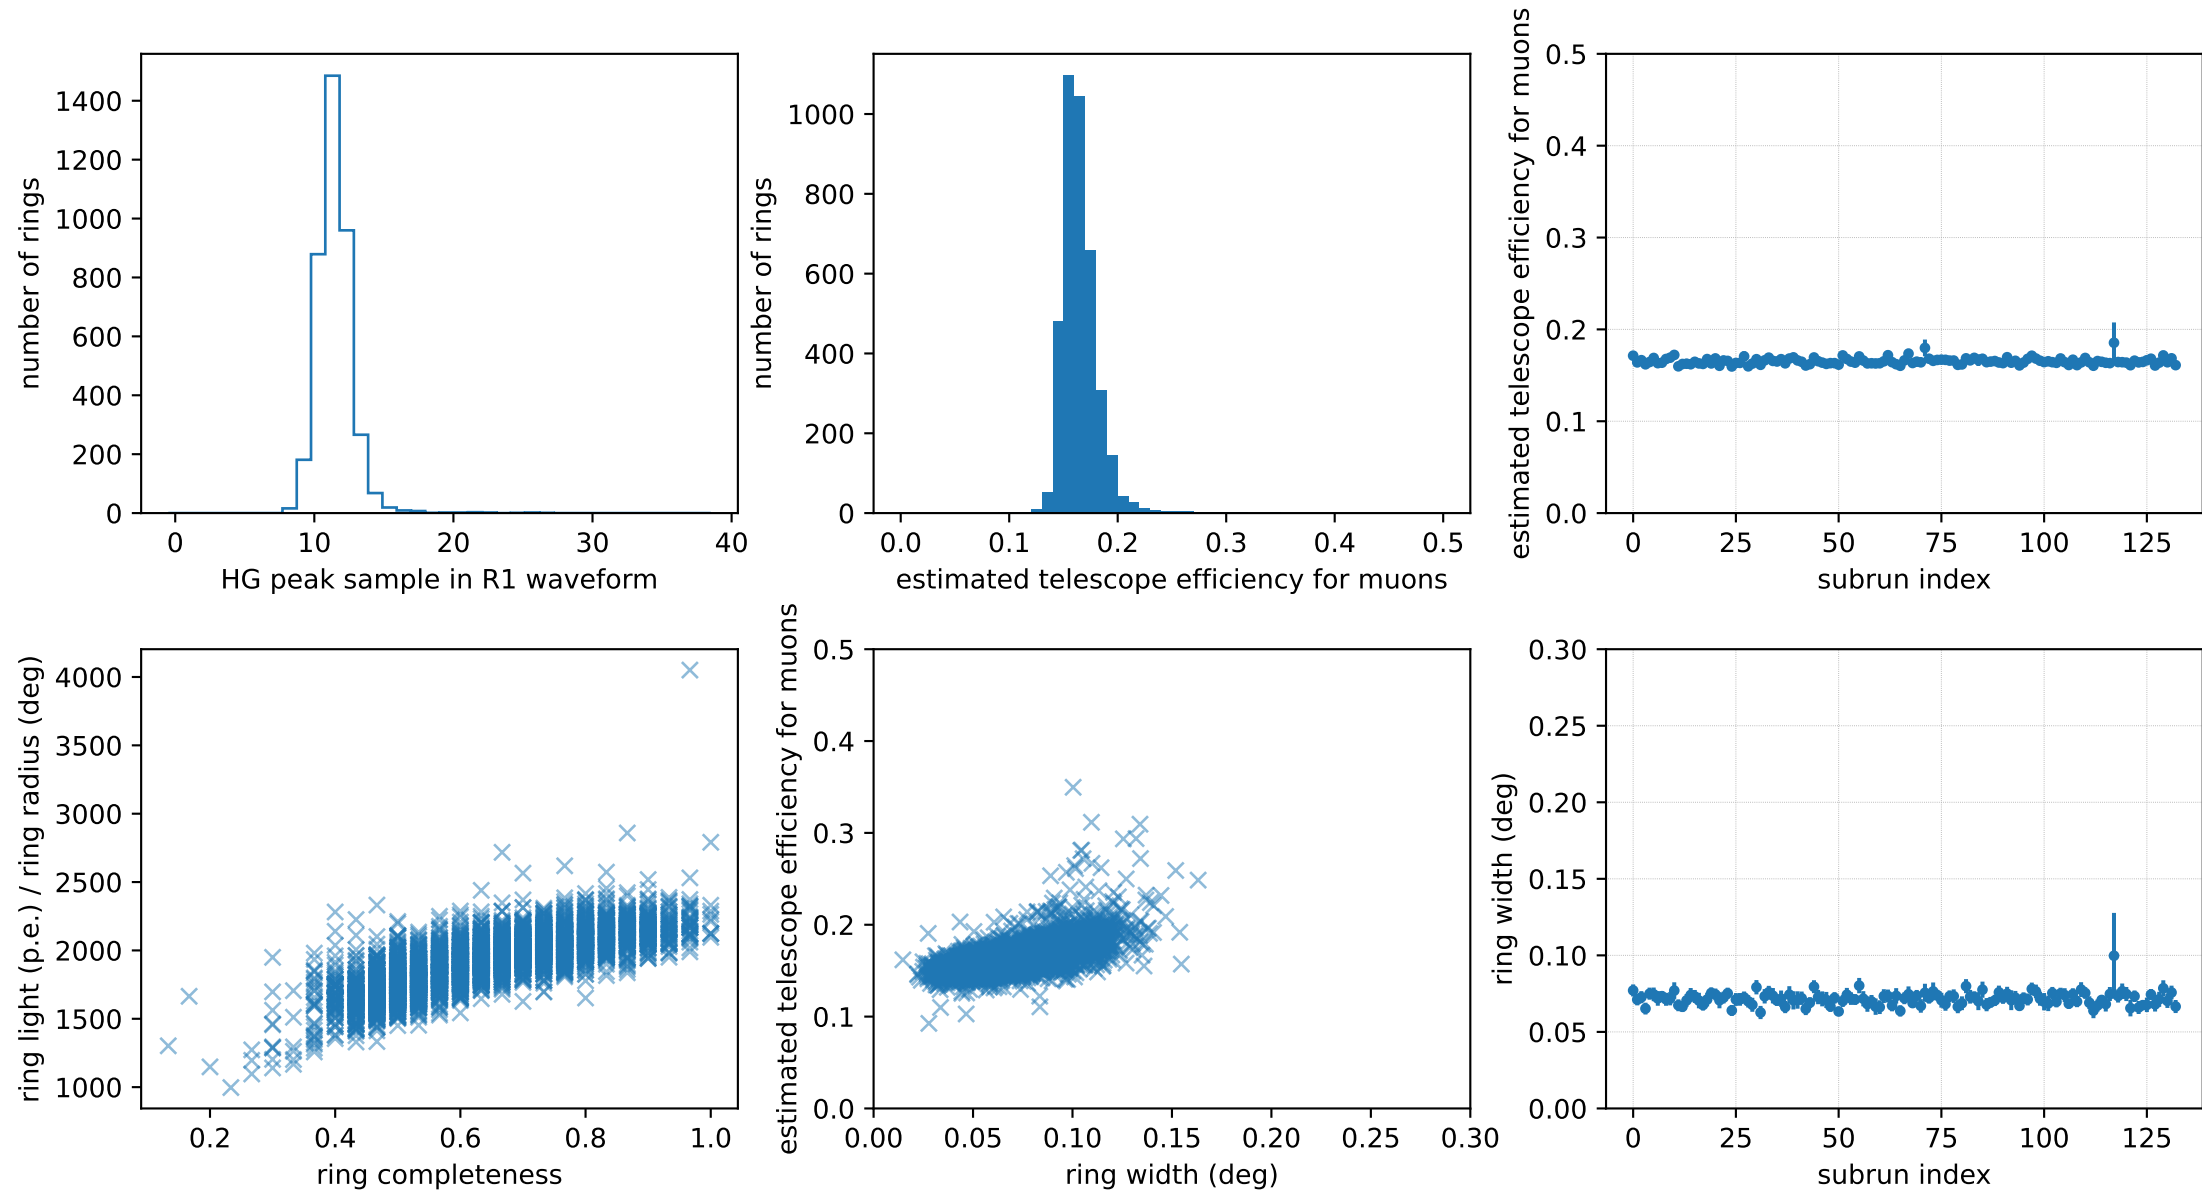 number of rings
1400
1200
1000
800
600
400
200
0
0 10 20 30 40
HG peak sample in R1 waveform
number of rings
1000
800
600
400
200
0
0.0 0.1 0.2 0.3 0.4 0.5
estimated telescope efficiency for muons
estimated telescope efficiency for muons
0.5
0.4
0.3
0.2
0.1
0.0
0 25 50 75 100 125
subrun index
ring light (p.e.) / ring radius (deg)
4000
3500
3000
2500
2000
1500
1000
0.2 0.4 0.6 0.8 1.0
ring completeness
estimated telescope efficiency for muons
0.5
0.4
0.3
0.2
0.1
0.0
0.00 0.05 0.10 0.15 0.20 0.25 0.30
ring width (deg)
ring width (deg)
0.30
0.25
0.20
0.15
0.10
0.05
0.00
0 25 50 75 100 125
subrun index